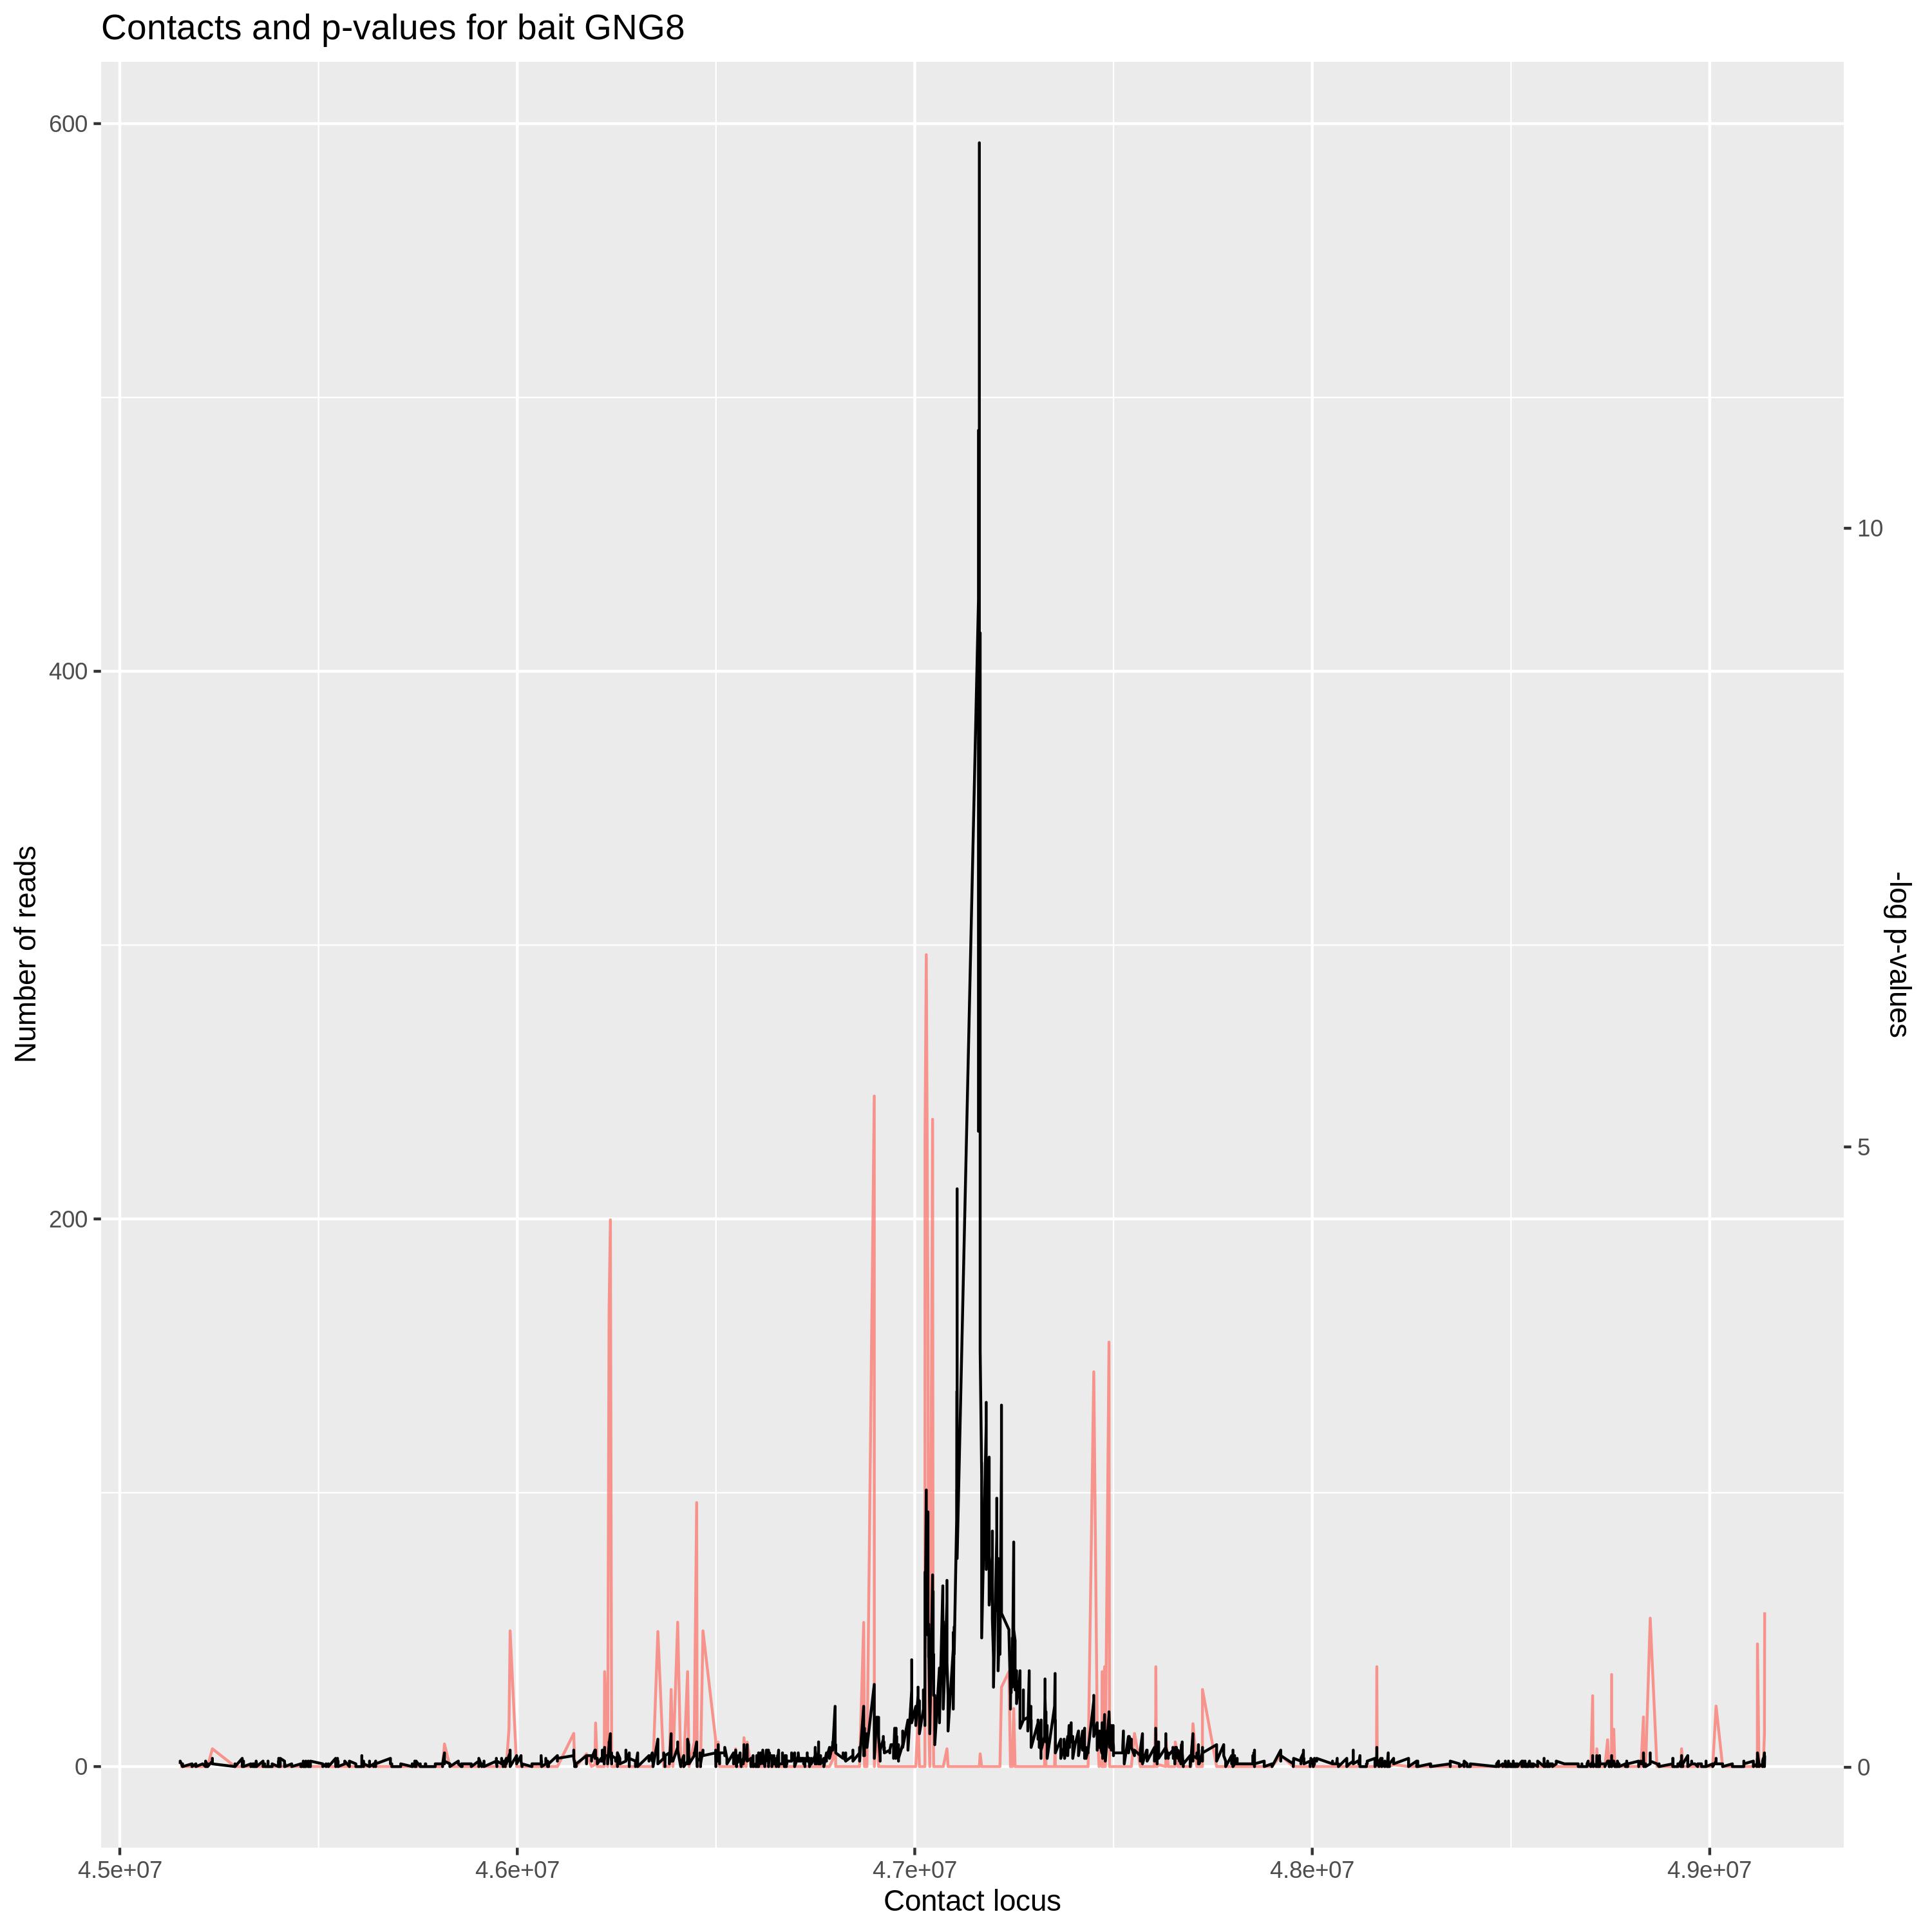 Contacts and p-values for bait GNG8
600
400
200
0
10
5
0
Number of reads
-log p-values
4.5e+07 4.6e+07 4.7e+07 4.8e+07 4.9e+07
Contact locus